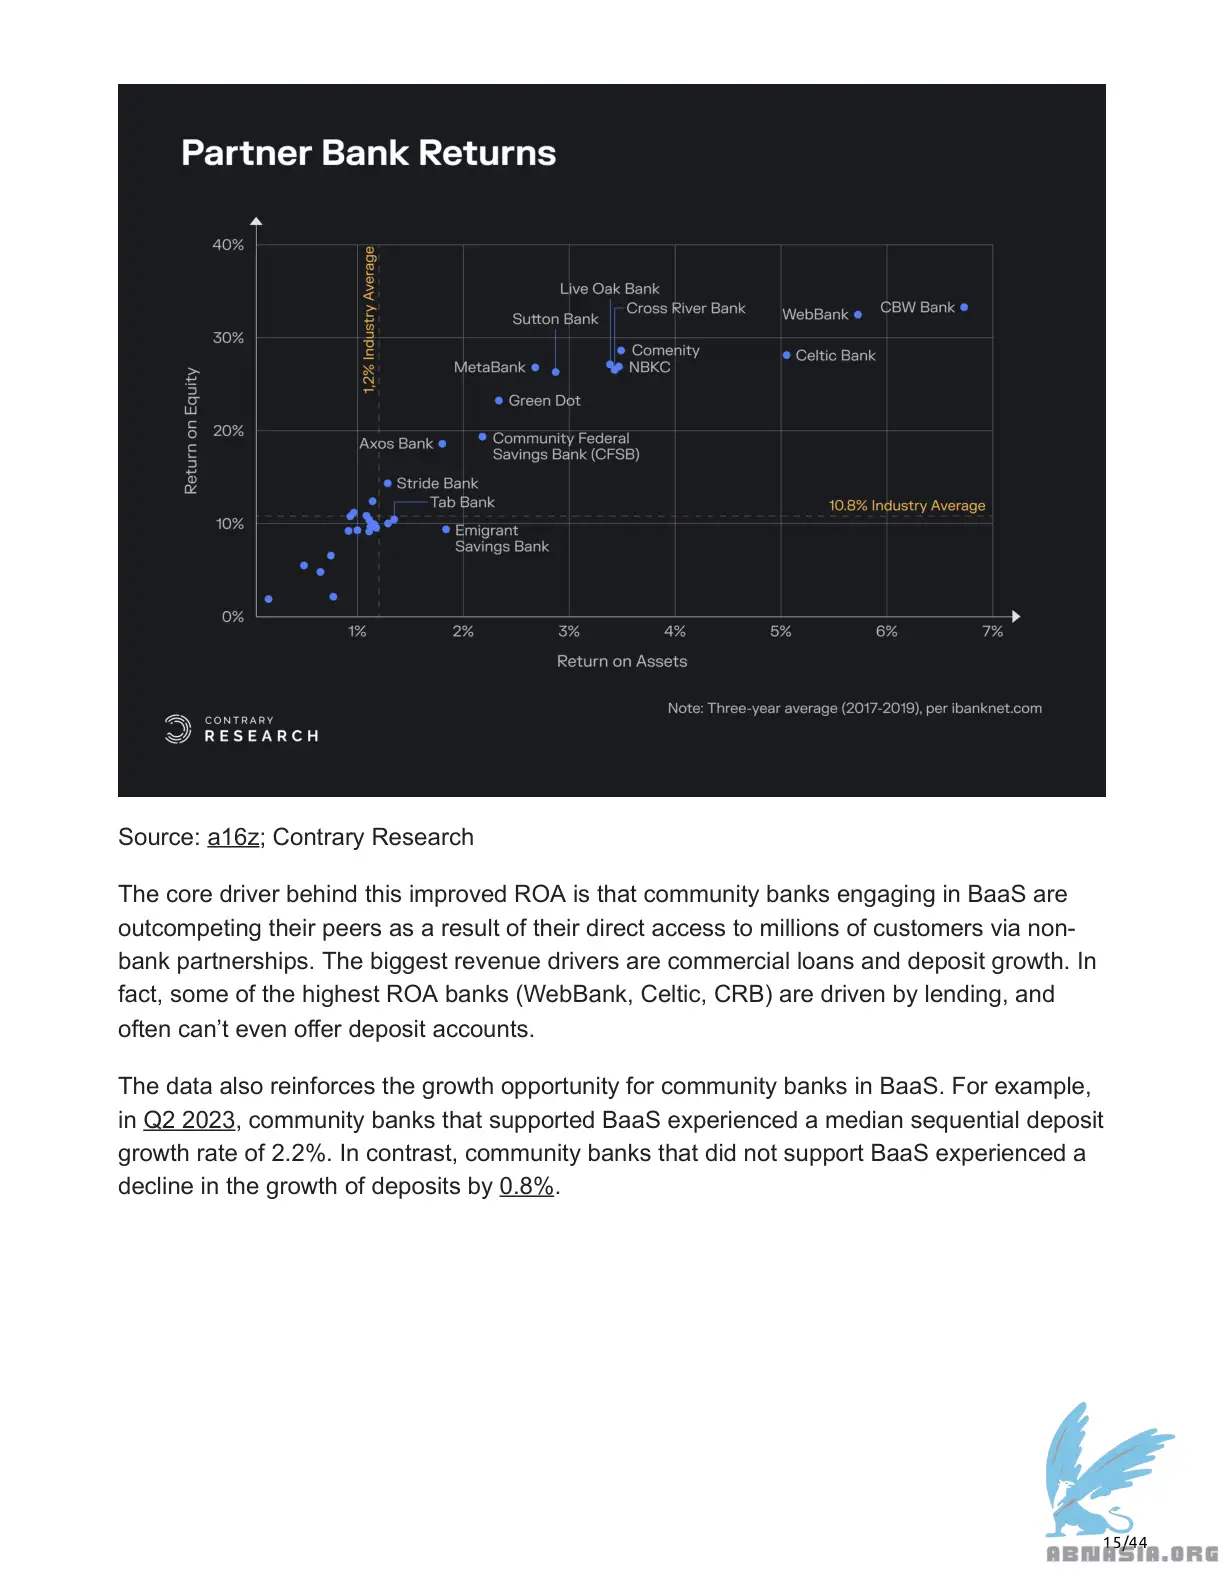 Partner Bank Returns
40%
30%
20%
10%
0%
Return on Equity
1,2% Industry Average
Live Oak Bank
Cross River Bank
Sutton Bank
WebBank
CBW Bank
MetaBank
Comenity
NBKC
Celtic Bank
Green Dot
Axos Bank
Community Federal
Savings Bank (CFSB)
Stride Bank
Tab Bank
10.8% Industry Average
Emigrant
Savings Bank
1%
2%
3%
4%
5%
6%
7%
Return on Assets
Note: Three-year average (2017-2019), per ibanknet.com
CONTRARY
RESEARCH
Source: a16z; Contrary Research
The core driver behind this improved ROA is that community banks engaging in BaaS are
outcompeting their peers as a result of their direct access to millions of customers via non-
bank partnerships. The biggest revenue drivers are commercial loans and deposit growth. In
fact, some of the highest ROA banks (WebBank, Celtic, CRB) are driven by lending, and
often can’t even offer deposit accounts.
The data also reinforces the growth opportunity for community banks in BaaS. For example,
in Q2 2023, community banks that supported BaaS experienced a median sequential deposit
growth rate of 2.2%. In contrast, community banks that did not support BaaS experienced a
decline in the growth of deposits by 0.8%.
15/44
ABNASIA.ORG